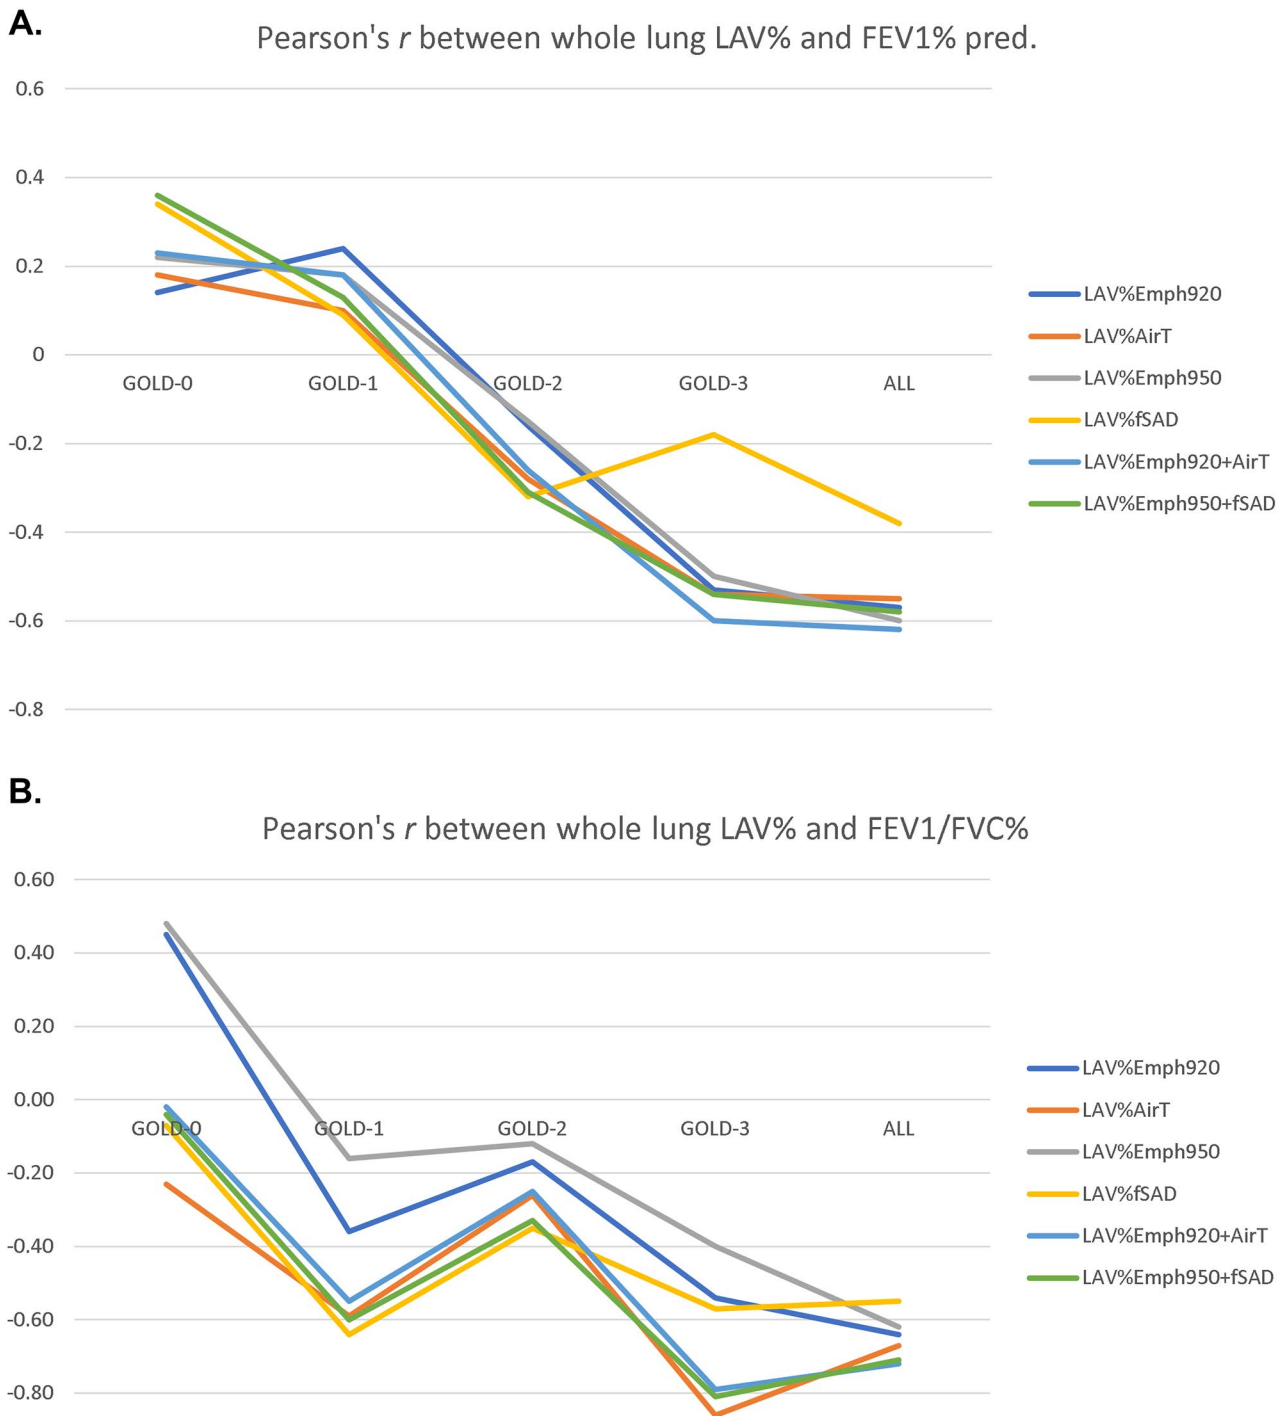 A.
Pearson's r between whole lung LAV% and FEV1% pred.
0.6
0.4
0.2
0
-0.2
-0.4
-0.6
-0.8
GOLD-0 GOLD-1 GOLD-2 GOLD-3 ALL
LAV%Emph920
LAV%AirT
LAV%Emph950
LAV%fSAD
LAV%Emph920+AirT
LAV%Emph950+fSAD
B.
Pearson's r between whole lung LAV% and FEV1/FVC%
0.60
0.40
0.20
0.00
-0.20
-0.40
-0.60
-0.80
GOLD-0 GOLD-1 GOLD-2 GOLD-3 ALL
LAV%Emph920
LAV%AirT
LAV%Emph950
LAV%fSAD
LAV%Emph920+AirT
LAV%Emph950+fSAD